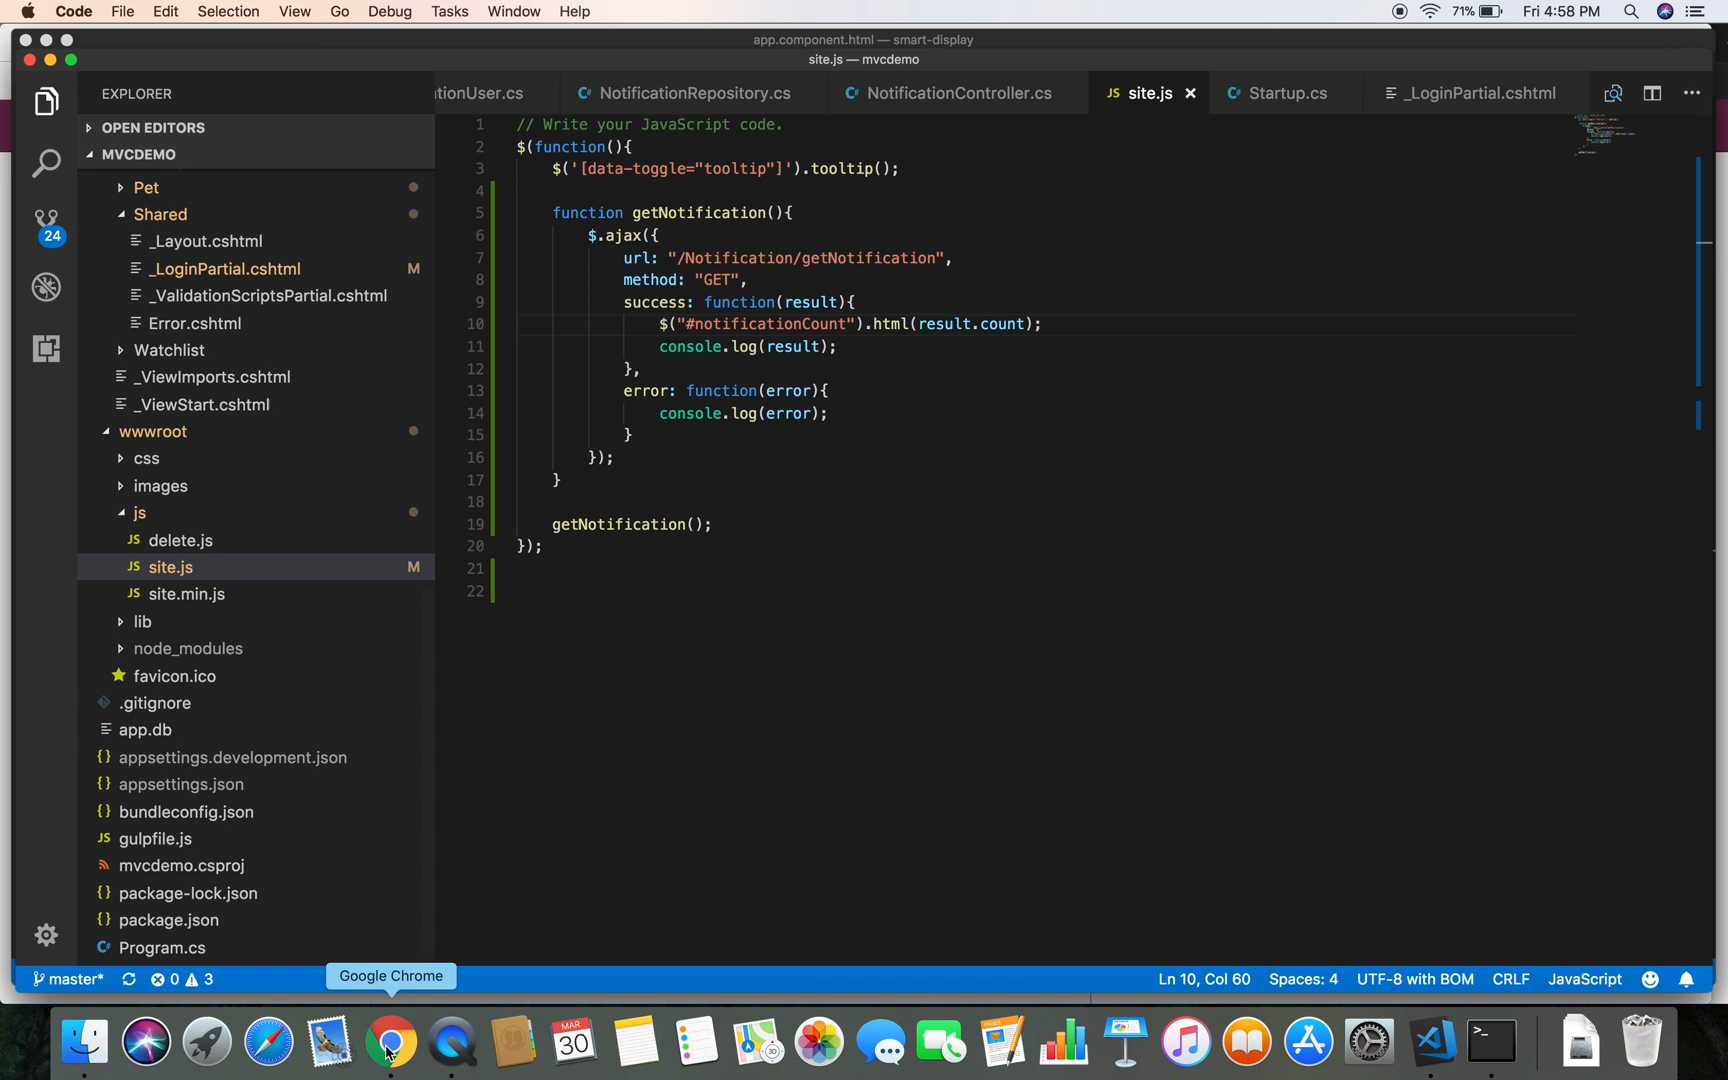 Code File Edit Selection View Go Debug Tasks Window Help 71% Fri 4:58 PM
app.component.html — smart-display
site.js — mvcdemo
EXPLORER
tionUser.cs NotificationRepository.cs NotificationController.cs JS site.js Startup.cs _LoginPartial.cshtml
OPEN EDITORS
MVCDEMO
Pet
Shared
_Layout.cshtml
_LoginPartial.cshtml M
_ValidationScriptsPartial.cshtml
Error.cshtml
Watchlist
_ViewImports.cshtml
_ViewStart.cshtml
wwwroot
css
images
js
JS delete.js
JS site.js M
JS site.min.js
lib
node_modules
favicon.ico
.gitignore
app.db
{} appsettings.development.json
{} appsettings.json
{} bundleconfig.json
JS gulpfile.js
mvcdemo.csproj
{} package-lock.json
{} package.json
C# Program.cs
24
1 // Write your JavaScript code.
2 $(function(){
3 $('[data-toggle="tooltip"]').tooltip();
4
5 function getNotification(){
6 $.ajax({
7 url: "/Notification/getNotification",
8 method: "GET",
9 success: function(result){
10 $("#notificationCount").html(result.count);
11 console.log(result);
12 },
13 error: function(error){
14 console.log(error);
15 }
16 });
17 }
18
19 getNotification();
20 });
21
22
master* 0 3 Ln 10, Col 60 Spaces: 4 UTF-8 with BOM CRLF JavaScript
Google Chrome
MAR
30